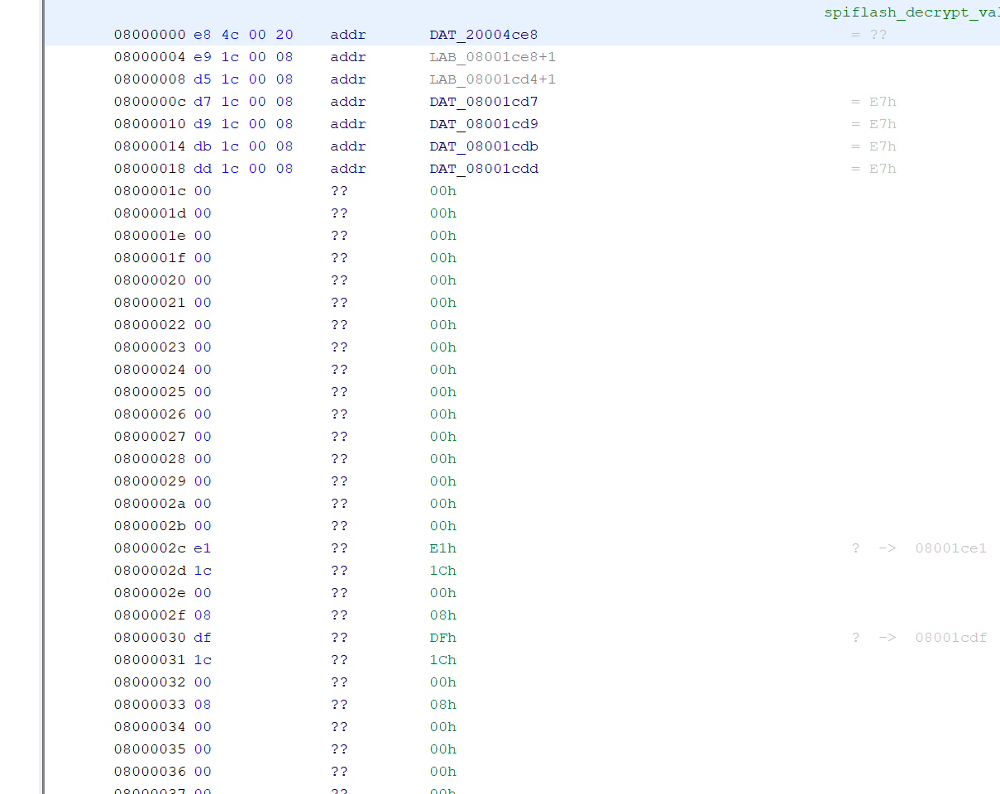 spiflash_decrypt_val
08000000 e8 4c 00 20 addr DAT_20004ce8 = ??
08000004 e9 1c 00 08 addr LAB_08001ce8+1
08000008 d5 1c 00 08 addr LAB_08001cd4+1
0800000c d7 1c 00 08 addr DAT_08001cd7 = E7h
08000010 d9 1c 00 08 addr DAT_08001cd9 = E7h
08000014 db 1c 00 08 addr DAT_08001cdb = E7h
08000018 dd 1c 00 08 addr DAT_08001cdd = E7h
0800001c 00 ?? 00h
0800001d 00 ?? 00h
0800001e 00 ?? 00h
0800001f 00 ?? 00h
08000020 00 ?? 00h
08000021 00 ?? 00h
08000022 00 ?? 00h
08000023 00 ?? 00h
08000024 00 ?? 00h
08000025 00 ?? 00h
08000026 00 ?? 00h
08000027 00 ?? 00h
08000028 00 ?? 00h
08000029 00 ?? 00h
0800002a 00 ?? 00h
0800002b 00 ?? 00h
0800002c e1 ?? E1h ? -> 08001ce1
0800002d 1c ?? 1Ch
0800002e 00 ?? 00h
0800002f 08 ?? 08h
08000030 df ?? DFh ? -> 08001cdf
08000031 1c ?? 1Ch
08000032 00 ?? 00h
08000033 08 ?? 08h
08000034 00 ?? 00h
08000035 00 ?? 00h
08000036 00 ?? 00h
08000037 00 ?? 00h